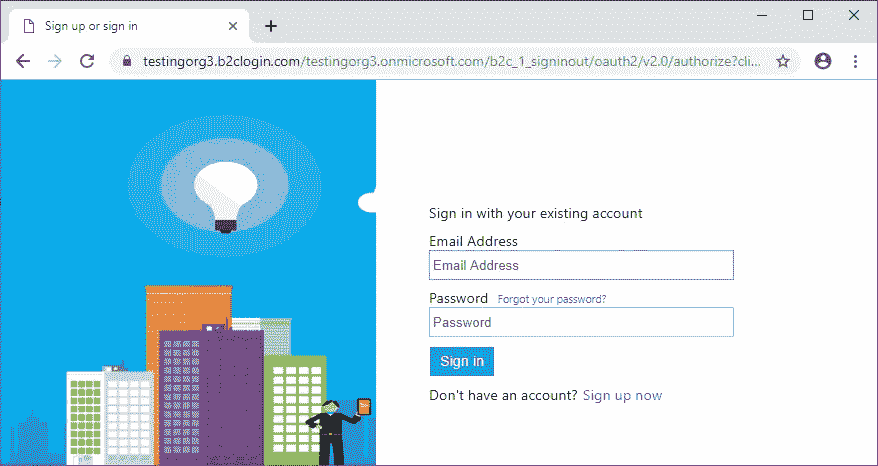 Sign up or sign in
testingorg3.b2clogin.com/testingorg3.onmicrosoft.com/b2c_1_signinout/oauth2/v2.0/authorize?cli...
Sign in with your existing account
Email Address
Email Address
Password Forgot your password?
Password
Sign in
Don't have an account? Sign up now